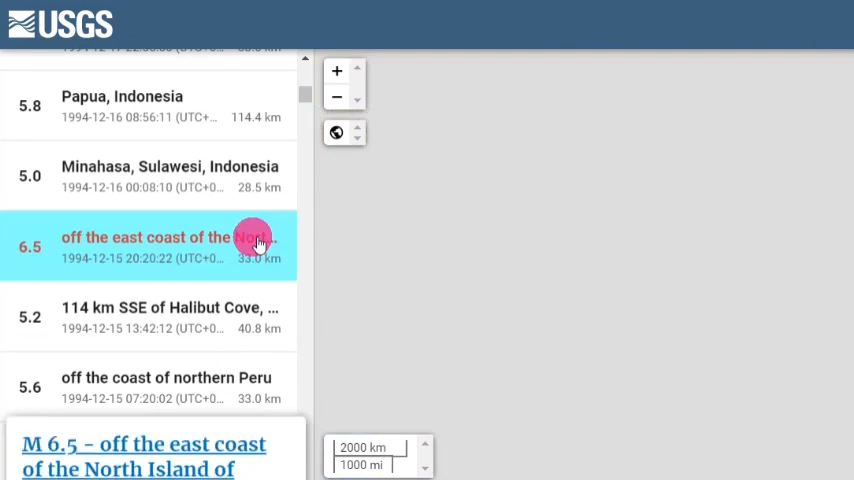 USGS
5.8
Papua, Indonesia
1994-12-16 08:56:11 (UTC+... 114.4 km
5.0
Minahasa, Sulawesi, Indonesia
1994-12-16 00:08:10 (UTC+0... 28.5 km
6.5
off the east coast of the Nort...
1994-12-15 20:20:22 (UTC+0... 33.0 km
5.2
114 km SSE of Halibut Cove, ...
1994-12-15 13:42:12 (UTC+0... 40.8 km
5.6
off the coast of northern Peru
1994-12-15 07:20:02 (UTC+0... 33.0 km
M 6.5 - off the east coast
of the North Island of
+
−
2000 km
1000 mi